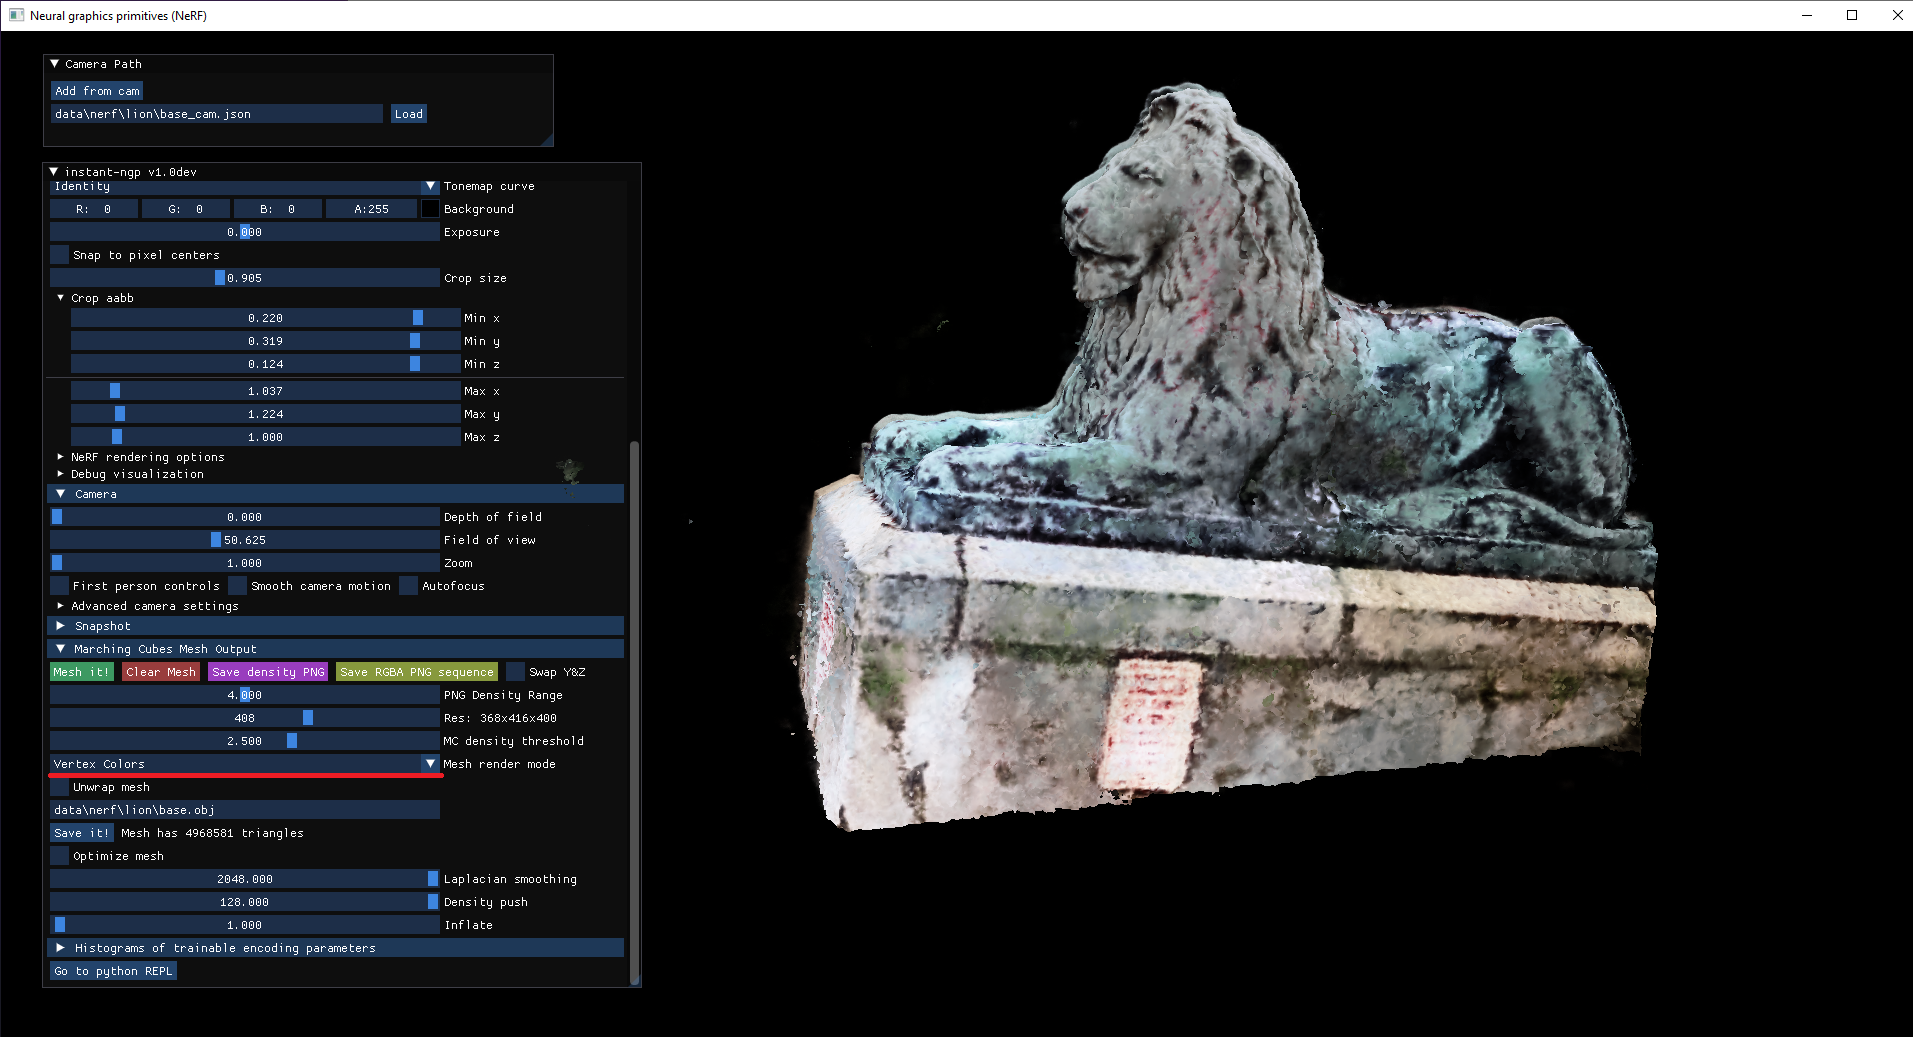 Neural graphics primitives (NeRF)
Camera Path
Add from cam
data\nerf\lion\base_cam.json Load
instant-ngp v1.0dev
Identity Tonemap curve
R: 0 G: 0 B: 0 A:255 Background
0.000 Exposure
Snap to pixel centers
0.905 Crop size
Crop aabb
0.220 Min x
0.319 Min y
0.124 Min z
1.037 Max x
1.224 Max y
1.000 Max z
NeRF rendering options
Debug visualization
Camera
0.000 Depth of field
50.625 Field of view
1.000 Zoom
First person controls Smooth camera motion Autofocus
Advanced camera settings
Snapshot
Marching Cubes Mesh Output
Mesh it! Clear Mesh Save density PNG Save RGBA PNG sequence Swap Y&Z
4.000 PNG Density Range
408 Res: 368x416x400
2.500 MC density threshold
Vertex Colors Mesh render mode
Unwrap mesh
data\nerf\lion\base.obj
Save it! Mesh has 4968581 triangles
Optimize mesh
2048.000 Laplacian smoothing
128.000 Density push
1.000 Inflate
Histograms of trainable encoding parameters
Go to python REPL